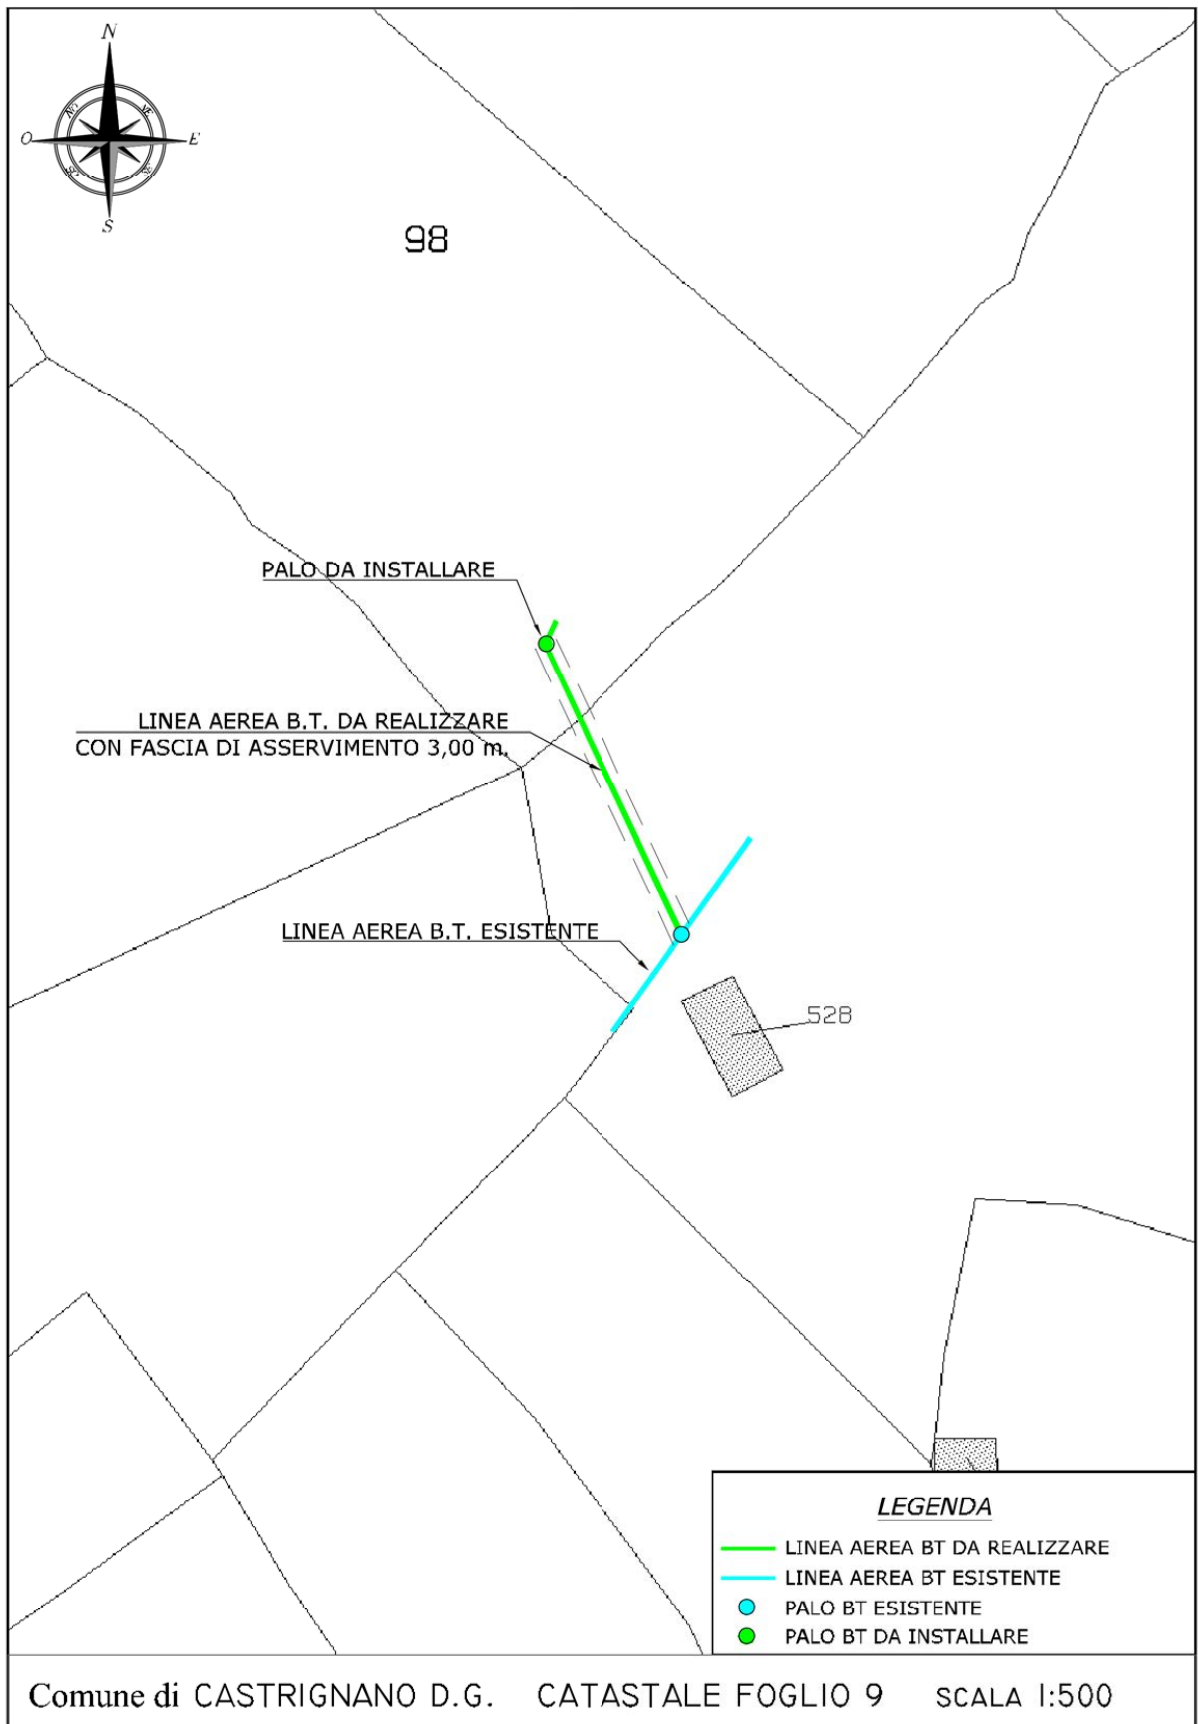 N
NO
NE
O
E
S
98
PALO DA INSTALLARE
LINEA AEREA B.T. DA REALIZZARE
CON FASCIA DI ASSERVIMENTO 3,00 m.
LINEA AEREA B.T. ESISTENTE
528
LEGENDA
LINEA AEREA BT DA REALIZZARE
LINEA AEREA BT ESISTENTE
PALO BT ESISTENTE
PALO BT DA INSTALLARE
Comune di CASTRIGNANO D.G. CATASTALE FOGLIO 9 SCALA 1:500